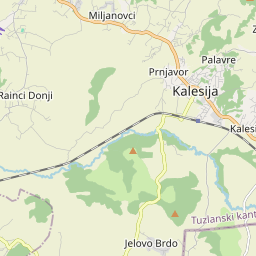 Miljanovci
Palavre
Prnjavor
Rainci Donji
Kalesija
Kalesi
Tuzlanski kant
Jelovo Brdo